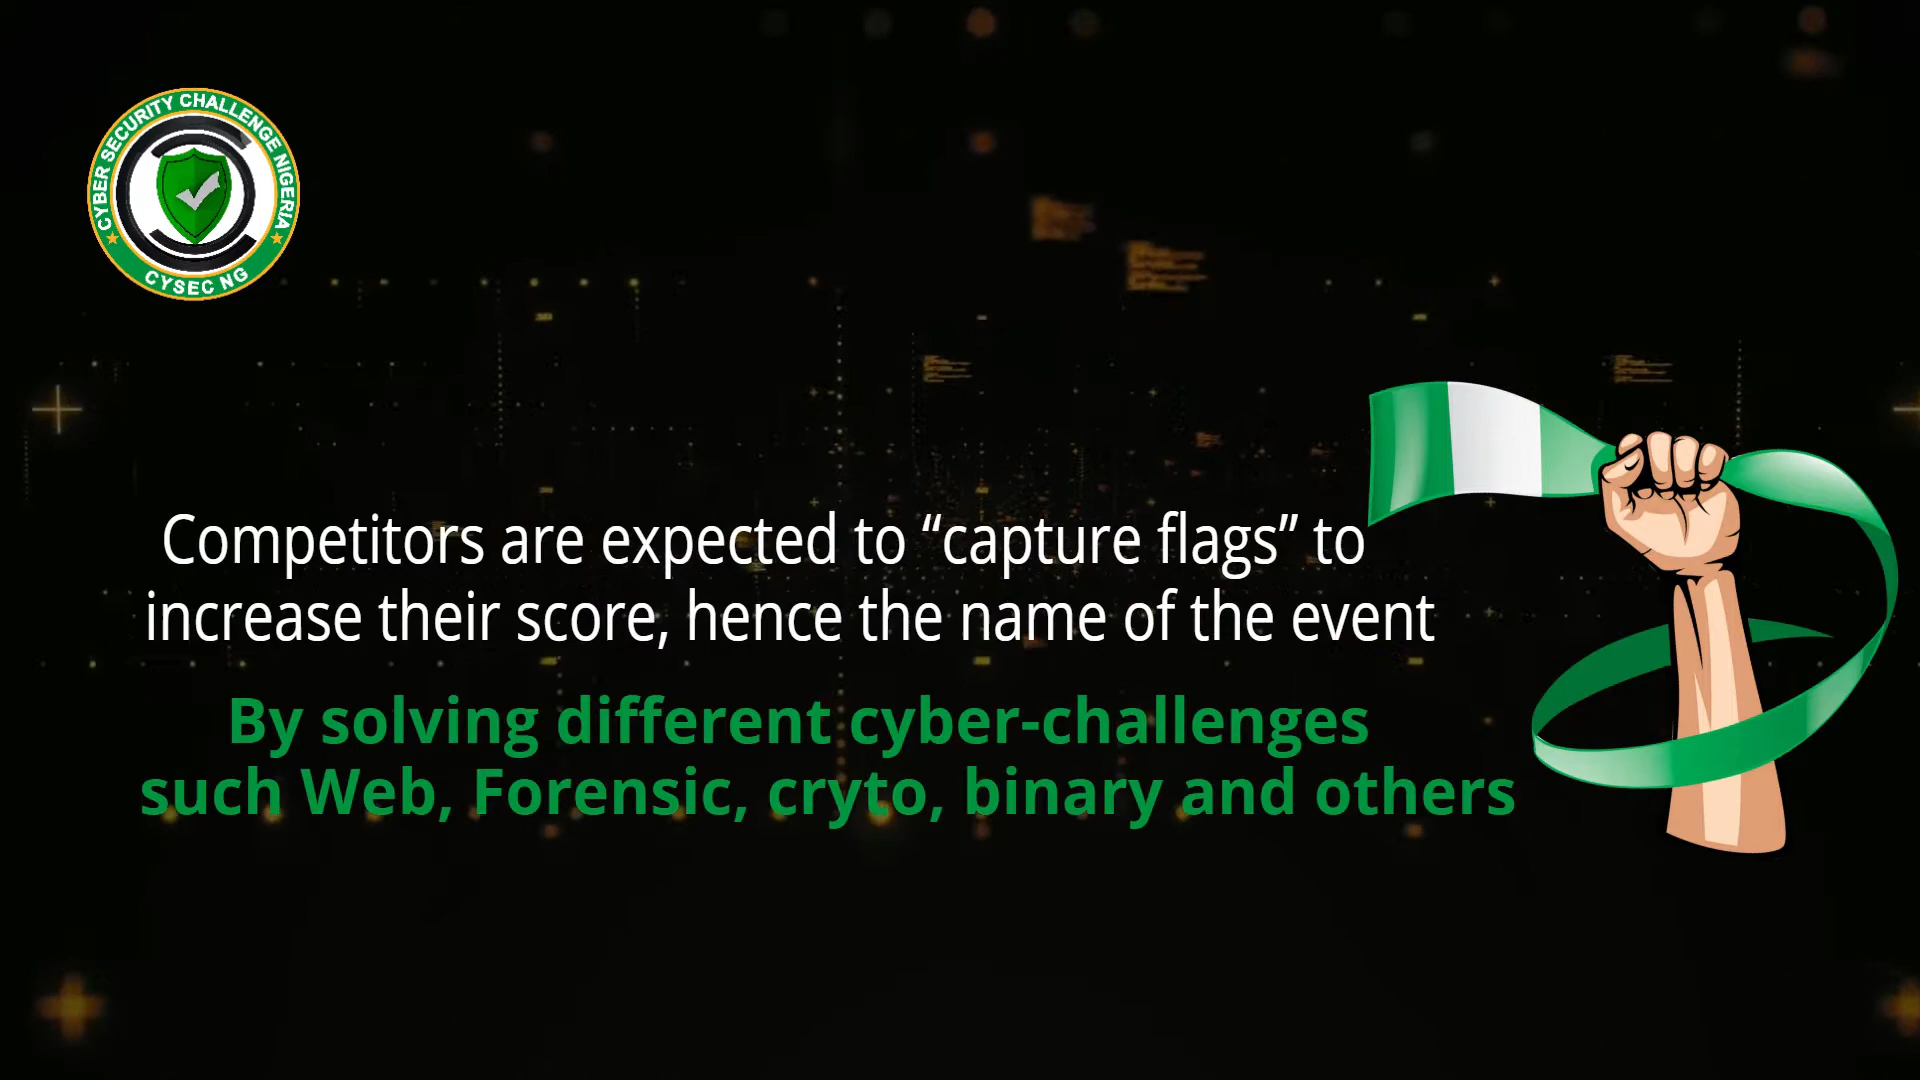 CYBER SECURITY CHALLENGE NIGERIA
CYSEC NG
Competitors are expected to “capture flags” to
increase their score, hence the name of the event
By solving different cyber-challenges
such Web, Forensic, cryto, binary and others